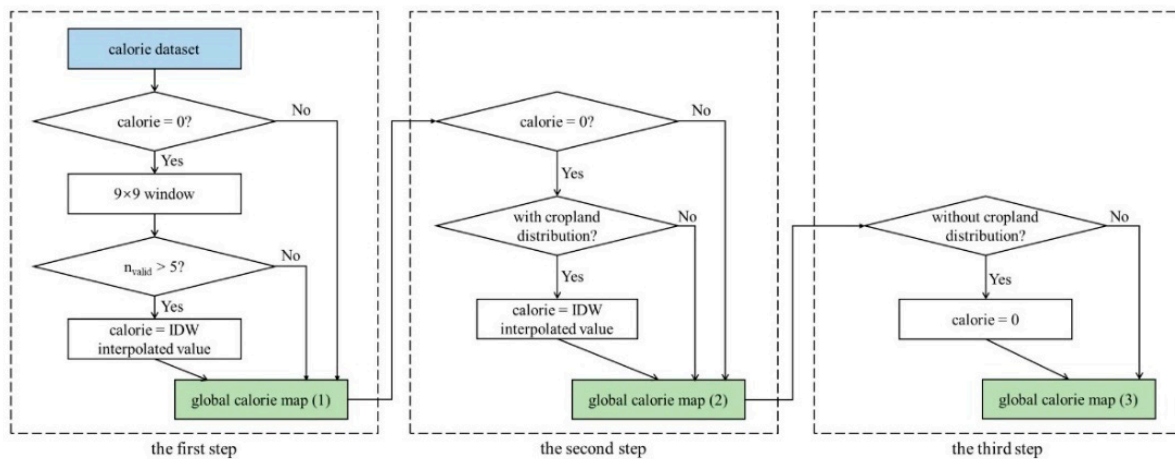 calorie dataset
calorie = 0?
No
Yes
9×9 window
n_valid > 5?
No
Yes
calorie = IDW
interpolated value
global calorie map (1)
the first step
calorie = 0?
No
Yes
with cropland
distribution?
No
Yes
calorie = IDW
interpolated value
global calorie map (2)
the second step
without cropland
distribution?
No
Yes
calorie = 0
global calorie map (3)
the third step